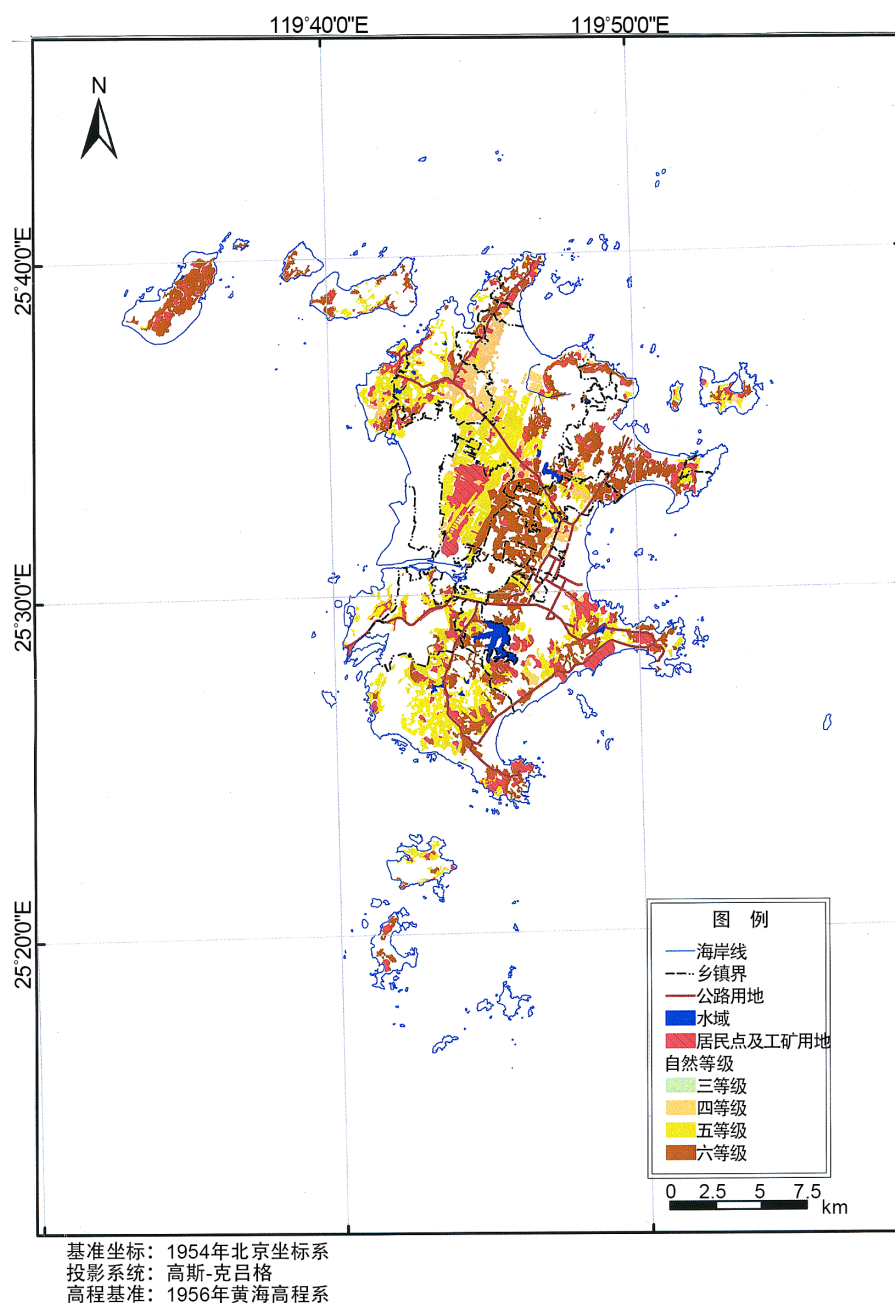 119°40'0"E 119°50'0"E
N
25°40'0"E
25°30'0"E
25°20'0"E
图 例
海岸线
乡镇界
公路用地
水域
居民点及工矿用地
自然等级
三等级
四等级
五等级
六等级
0 2.5 5 7.5
km
基准坐标：1954年北京坐标系
投影系统：高斯-克吕格
高程基准：1956年黄海高程系